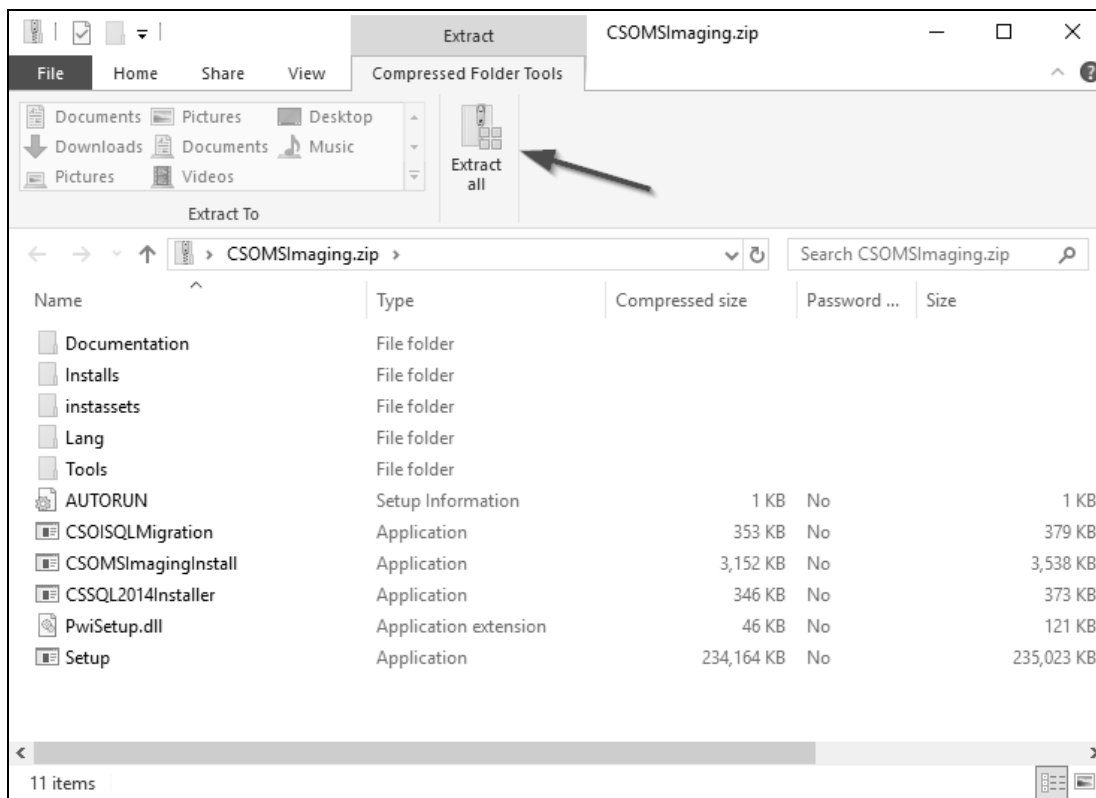 Extract
CSOMSImaging.zip
File Home Share View Compressed Folder Tools
Documents Pictures Desktop
Downloads Documents Music
Pictures Videos
Extract all
Extract To
CSOMSImaging.zip
Search CSOMSImaging.zip
Name Type Compressed size Password ... Size
Documentation File folder
Installs File folder
instassets File folder
Lang File folder
Tools File folder
AUTORUN Setup Information 1 KB No 1 KB
CSOISQLMigration Application 353 KB No 379 KB
CSOMSImagingInstall Application 3,152 KB No 3,538 KB
CSSQL2014Installer Application 346 KB No 373 KB
PwiSetup.dll Application extension 46 KB No 121 KB
Setup Application 234,164 KB No 235,023 KB
11 items